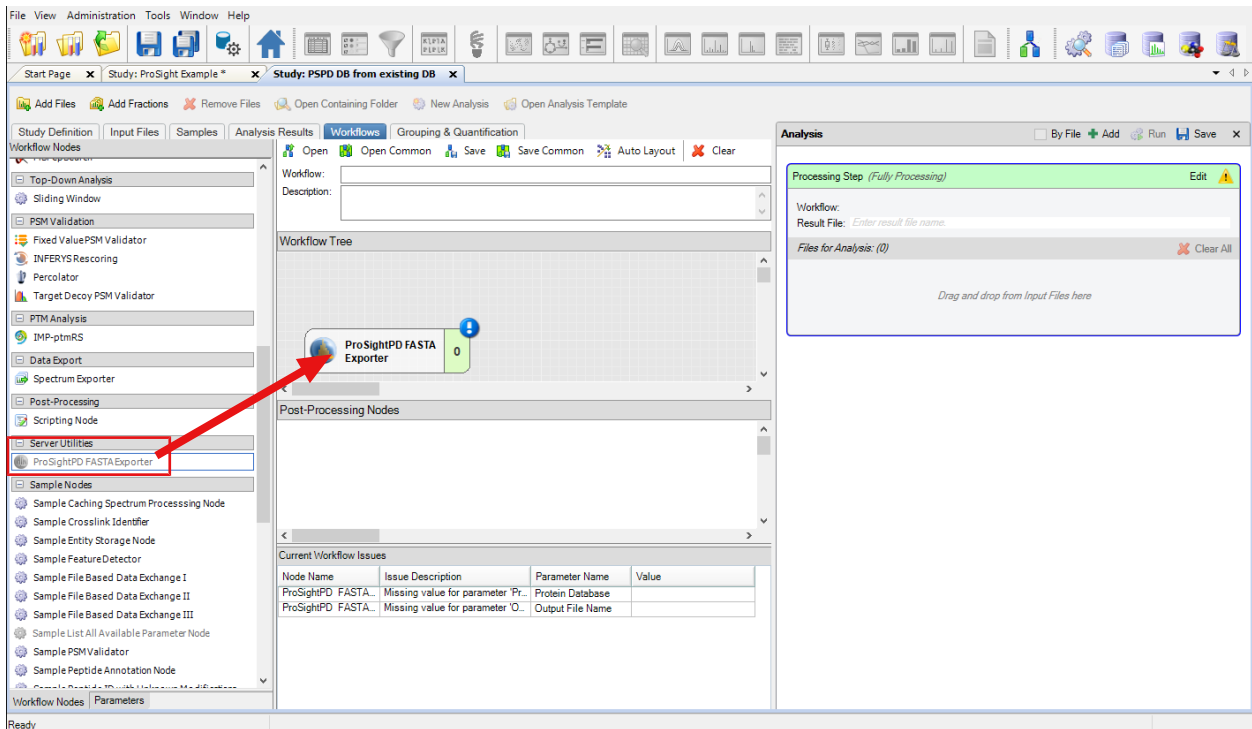 File View Administration Tools Window Help
Start Page x Study: ProSight Example * x Study: PSPD DB from existing DB x
Add Files Add Fractions Remove Files Open Containing Folder New Analysis Open Analysis Template
Study Definition Input Files Samples Analysis Results Workflows Grouping & Quantification
Workflow Nodes
Top-Down Analysis
Sliding Window
PSM Validation
Fixed Value PSM Validator
INFERYS Rescoring
Percolator
Target Decoy PSM Validator
PTM Analysis
IMP-ptmRS
Data Export
Spectrum Exporter
Post-Processing
Scripting Node
Server Utilities
ProSightPD FASTA Exporter
Sample Nodes
Sample Caching Spectrum Processsing Node
Sample Crosslink Identifier
Sample Entity Storage Node
Sample Feature Detector
Sample File Based Data Exchange I
Sample File Based Data Exchange II
Sample File Based Data Exchange III
Sample List All Available Parameter Node
Sample PSM Validator
Sample Peptide Annotation Node
Workflow Nodes Parameters
Ready
Open Open Common Save Save Common Auto Layout Clear
Workflow:
Description:
Workflow Tree
ProSightPD FASTA
Exporter
0
Post-Processing Nodes
Current Workflow Issues
Node Name Issue Description Parameter Name Value
ProSightPD FASTA... Missing value for parameter 'Pr... Protein Database
ProSightPD FASTA... Missing value for parameter 'O... Output File Name
Analysis By File Add Run Save x
Processing Step (Fully Processing) Edit
Workflow:
Result File: Enter result file name.
Files for Analysis: (0) Clear All
Drag and drop from Input Files here